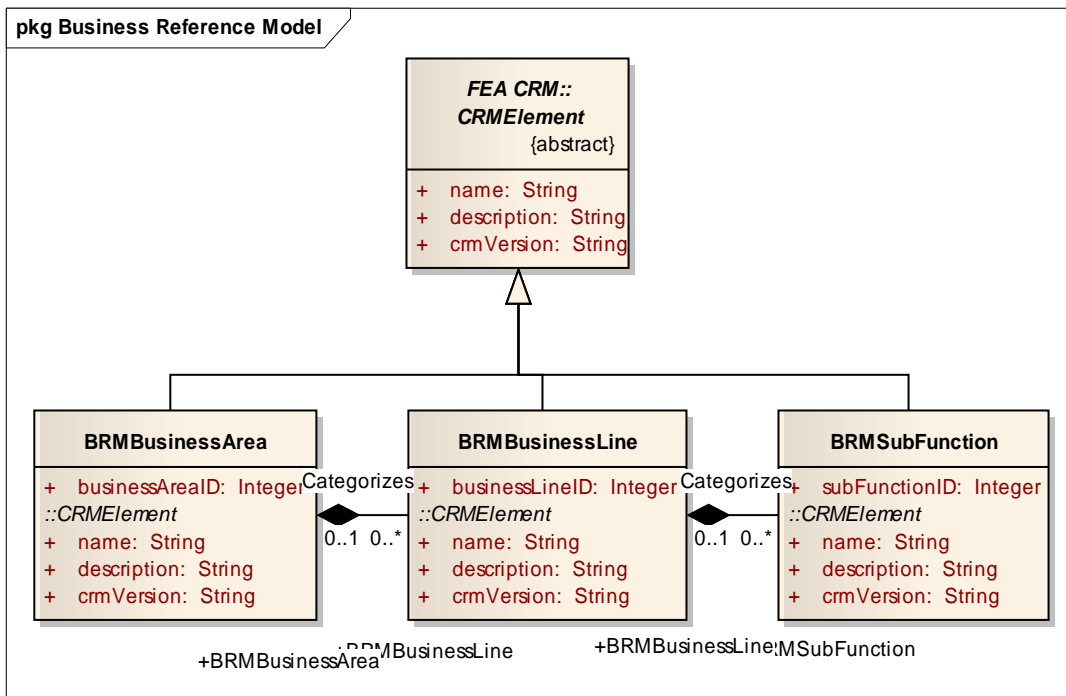 pkg Business Reference Model
FEA CRM::
CRMElement
{abstract}
+ name: String
+ description: String
+ crmVersion: String
BRMBusinessArea
+ businessAreaID: Integer
::CRMElement
+ name: String
+ description: String
+ crmVersion: String
Categorizes
0..1 0..*
BRMBusinessLine
+ businessLineID: Integer
::CRMElement
+ name: String
+ description: String
+ crmVersion: String
Categorizes
0..1 0..*
BRMSubFunction
+ subFunctionID: Integer
::CRMElement
+ name: String
+ description: String
+ crmVersion: String
+BRMBusinessArea
BRMBusinessLine
+BRMBusinessLine
RMSubFunction